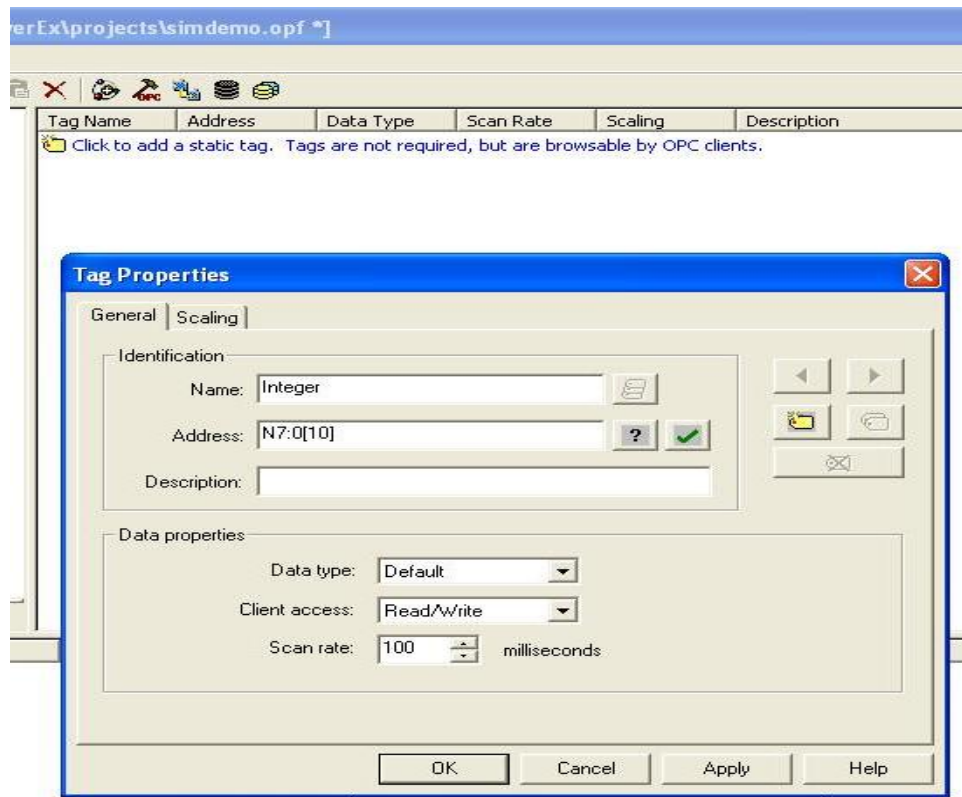 erEx\projects\simdemo.opf *]
OPC
Tag Name Address Data Type Scan Rate Scaling Description
Click to add a static tag. Tags are not required, but are browsable by OPC clients.
Tag Properties
General Scaling
Identification
Name: Integer
Address: N7:0[10] ?
Description:
Data properties
Data type: Default
Client access: Read/Write
Scan rate: 100 milliseconds
OK Cancel Apply Help